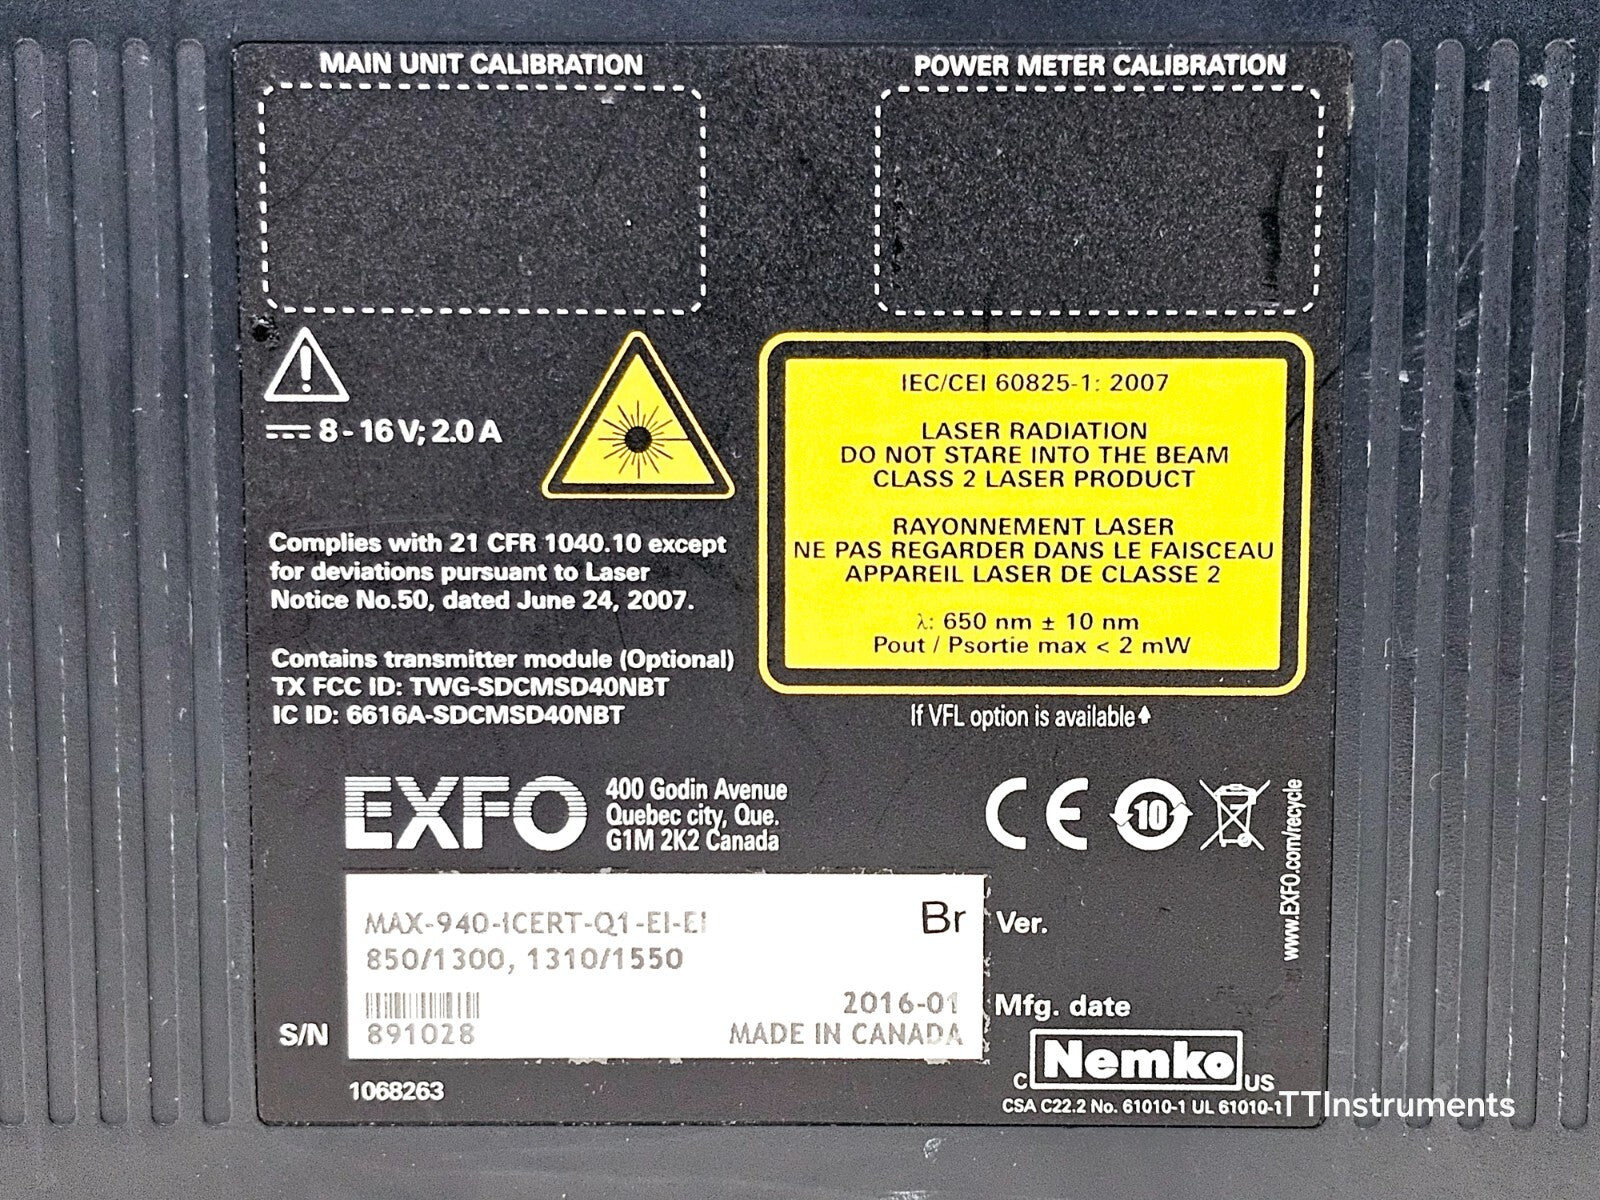 MAIN UNIT CALIBRATION
POWER METER CALIBRATION
8-16 V; 2.0 A
IEC/CEI 60825-1: 2007
LASER RADIATION
DO NOT STARE INTO THE BEAM
CLASS 2 LASER PRODUCT
RAYONNEMENT LASER
NE PAS REGARDER DANS LE FAISCEAU
APPAREIL LASER DE CLASSE 2
λ: 650 nm ± 10 nm
Pout / Psortie max < 2 mW
If VFL option is available
Complies with 21 CFR 1040.10 except
for deviations pursuant to Laser
Notice No.50, dated June 24, 2007.
Contains transmitter module (Optional)
TX FCC ID: TWG-SDCMSD40NBT
IC ID: 6616A-SDCMSD40NBT
EXFO
400 Godin Avenue
Quebec city, Que.
G1M 2K2 Canada
CE
10
www.EXFO.com/recycle
MAX-940-ICERT-Q1-EI-EI
Br
Ver.
850/1300, 1310/1550
2016-01
Mfg. date
S/N
891028
MADE IN CANADA
1068263
C Nemko US
CSA C22.2 No. 61010-1 UL 61010-1
TTInstruments